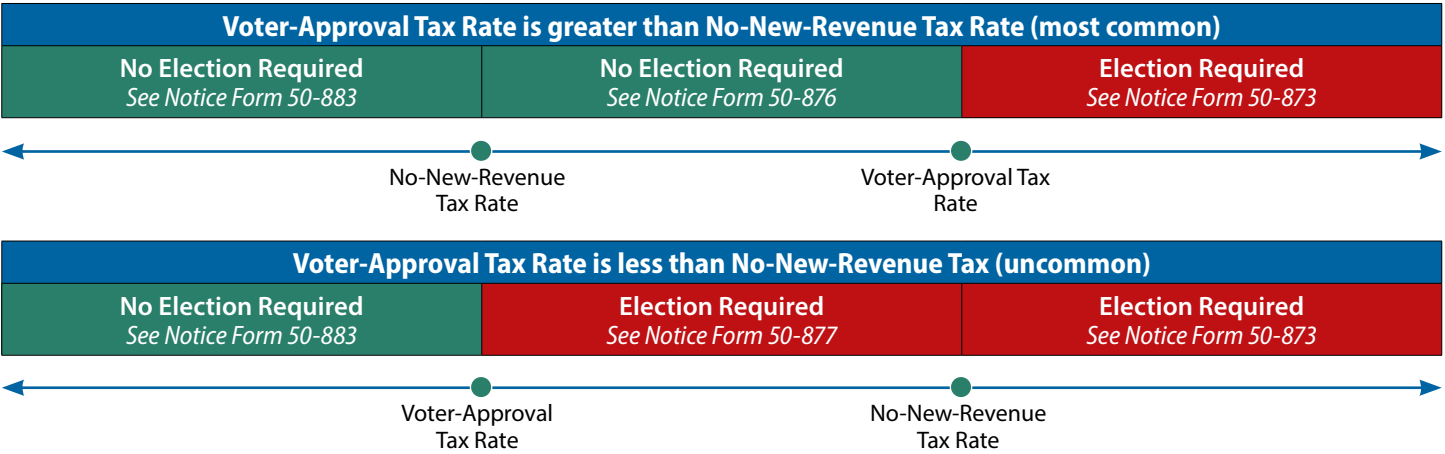 Voter-Approval Tax Rate is greater than No-New-Revenue Tax Rate (most common)
No Election Required
See Notice Form 50-883
No Election Required
See Notice Form 50-876
Election Required
See Notice Form 50-873
No-New-Revenue
Tax Rate
Voter-Approval Tax
Rate
Voter-Approval Tax Rate is less than No-New-Revenue Tax (uncommon)
No Election Required
See Notice Form 50-883
Election Required
See Notice Form 50-877
Election Required
See Notice Form 50-873
Voter-Approval
Tax Rate
No-New-Revenue
Tax Rate